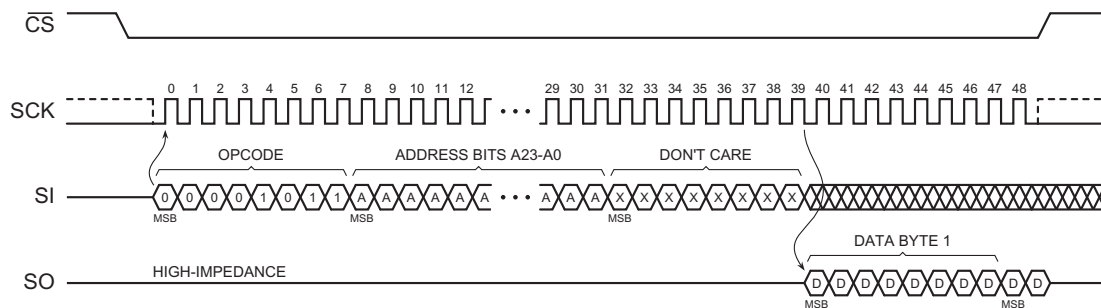 CS
0 1 2 3 4 5 6 7 8 9 10 11 12 29 30 31 32 33 34 35 36 37 38 39 40 41 42 43 44 45 46 47 48
SCK
OPCODE ADDRESS BITS A23-A0 DON'T CARE
SI 0 0 0 0 1 0 1 1 A A A A A A A A A X X X X X X X X
MSB MSB MSB
DATA BYTE 1
HIGH-IMPEDANCE
SO D D D D D D D D D D
MSB MSB